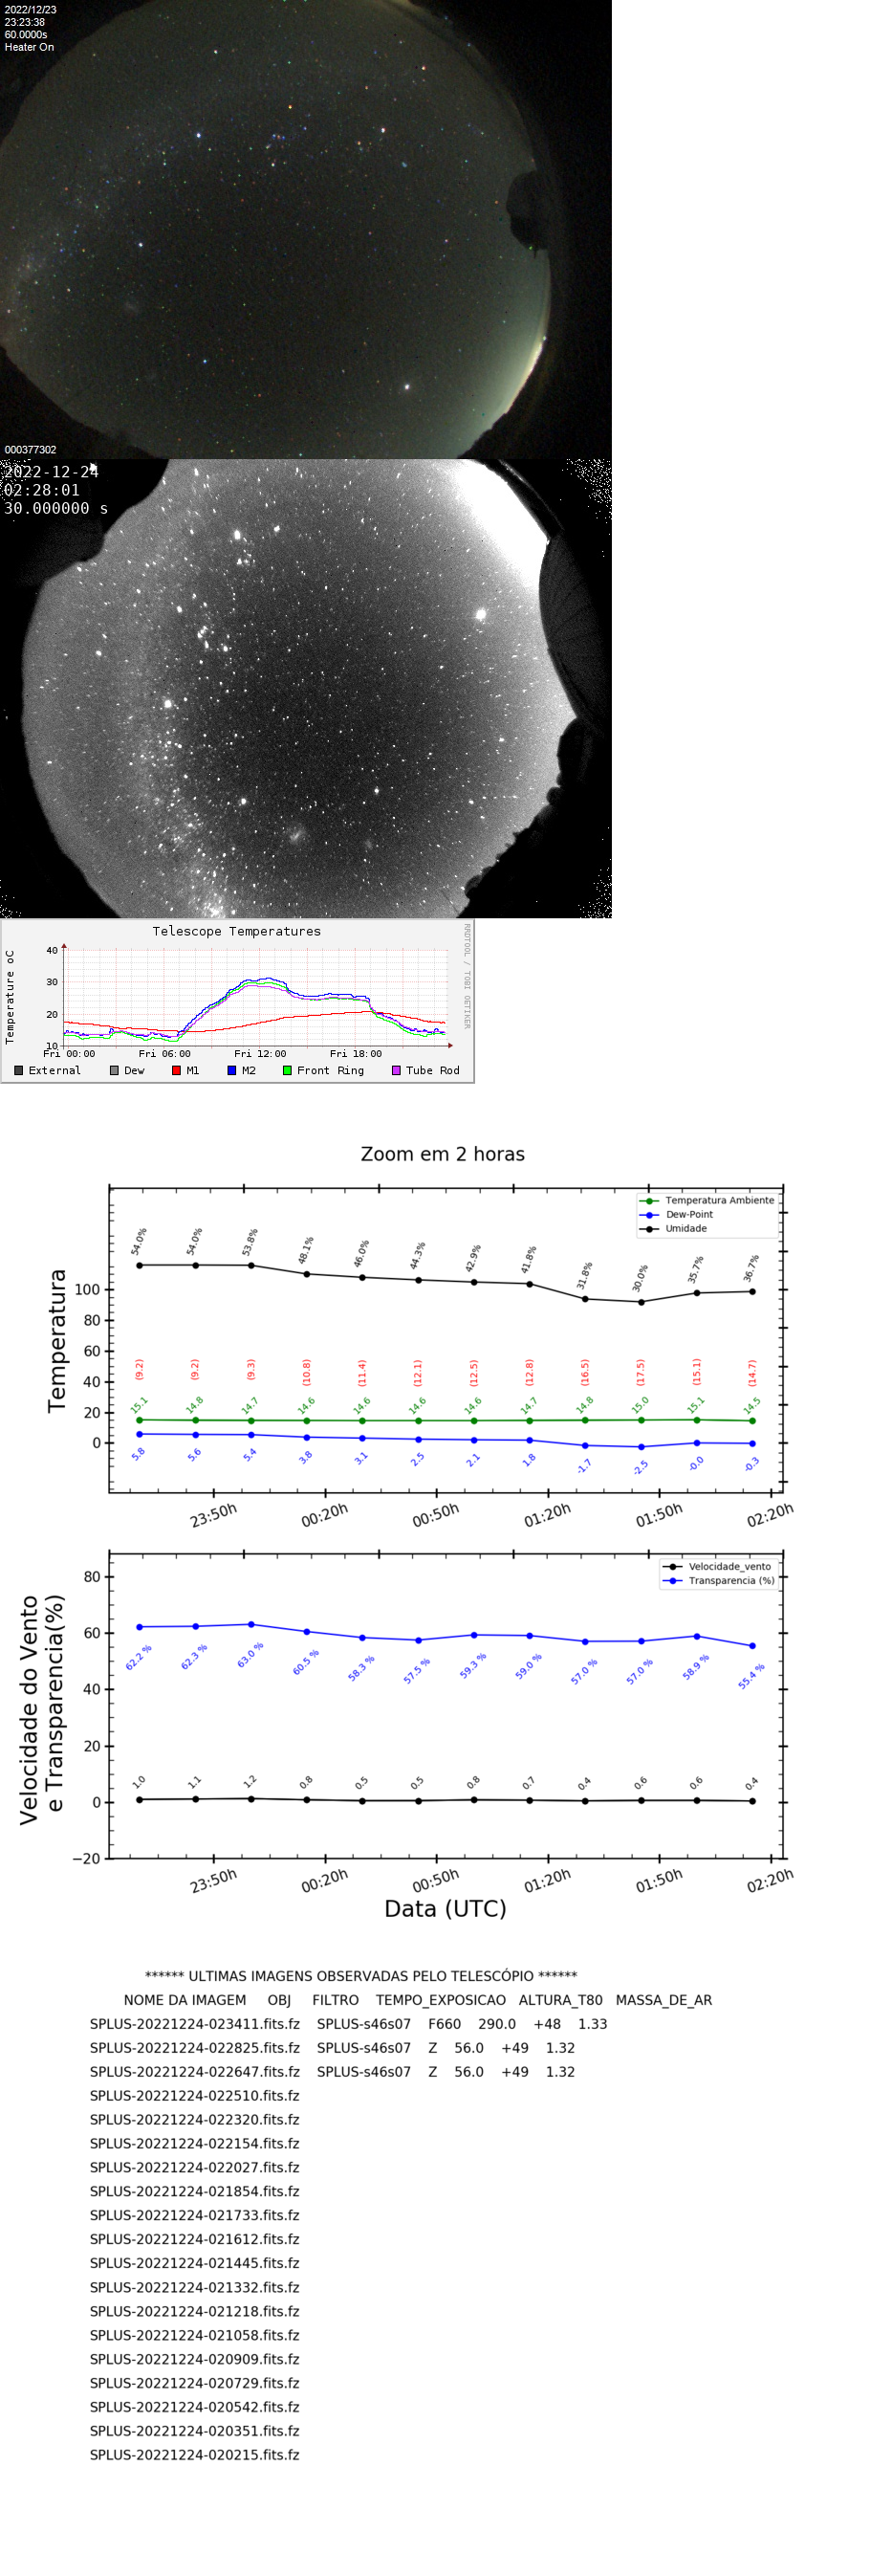 2022/12/23
23:23:38
60.0000s
Heater On
000377302
2022-12-24
02:28:01
30.000000 s
Telescope Temperatures
RRDTOOL / TOBI OETIKER
Temperature oC
40
30
20
10
Fri 00:00 Fri 06:00 Fri 12:00 Fri 18:00
External Dew M1 M2 Front Ring Tube Rod
Zoom em 2 horas
Temperatura Ambiente
Dew-Point
Umidade
Temperatura
54.0% 54.0% 53.8% 48.1% 46.0% 44.3% 42.9% 41.8% 31.8% 30.0% 35.7% 36.7%
100
80
60
40
20
0
(9.2) (9.2) (9.3) (10.8) (11.4) (12.1) (12.5) (12.8) (16.5) (17.5) (15.1) (14.7)
15.1 14.8 14.7 14.6 14.6 14.6 14.6 14.7 14.8 15.0 15.1 14.5
5.8 5.6 5.4 3.8 3.1 2.5 2.1 1.8 -1.7 -2.5 -0.0 -0.3
23:50h 00:20h 00:50h 01:20h 01:50h 02:20h
Velocidade_vento
Transparencia (%)
Velocidade do Vento
e Transparencia(%)
80
60
40
20
0
−20
62.2 % 62.3 % 63.0 % 60.5 % 58.3 % 57.5 % 59.3 % 59.0 % 57.0 % 57.0 % 58.9 % 55.4 %
1.0 1.1 1.2 0.8 0.5 0.5 0.8 0.7 0.4 0.6 0.6 0.4
23:50h 00:20h 00:50h 01:20h 01:50h 02:20h
Data (UTC)
****** ULTIMAS IMAGENS OBSERVADAS PELO TELESCÓPIO ******
NOME DA IMAGEM OBJ FILTRO TEMPO_EXPOSICAO ALTURA_T80 MASSA_DE_AR
SPLUS-20221224-023411.fits.fz SPLUS-s46s07 F660 290.0 +48 1.33
SPLUS-20221224-022825.fits.fz SPLUS-s46s07 Z 56.0 +49 1.32
SPLUS-20221224-022647.fits.fz SPLUS-s46s07 Z 56.0 +49 1.32
SPLUS-20221224-022510.fits.fz
SPLUS-20221224-022320.fits.fz
SPLUS-20221224-022154.fits.fz
SPLUS-20221224-022027.fits.fz
SPLUS-20221224-021854.fits.fz
SPLUS-20221224-021733.fits.fz
SPLUS-20221224-021612.fits.fz
SPLUS-20221224-021445.fits.fz
SPLUS-20221224-021332.fits.fz
SPLUS-20221224-021218.fits.fz
SPLUS-20221224-021058.fits.fz
SPLUS-20221224-020909.fits.fz
SPLUS-20221224-020729.fits.fz
SPLUS-20221224-020542.fits.fz
SPLUS-20221224-020351.fits.fz
SPLUS-20221224-020215.fits.fz